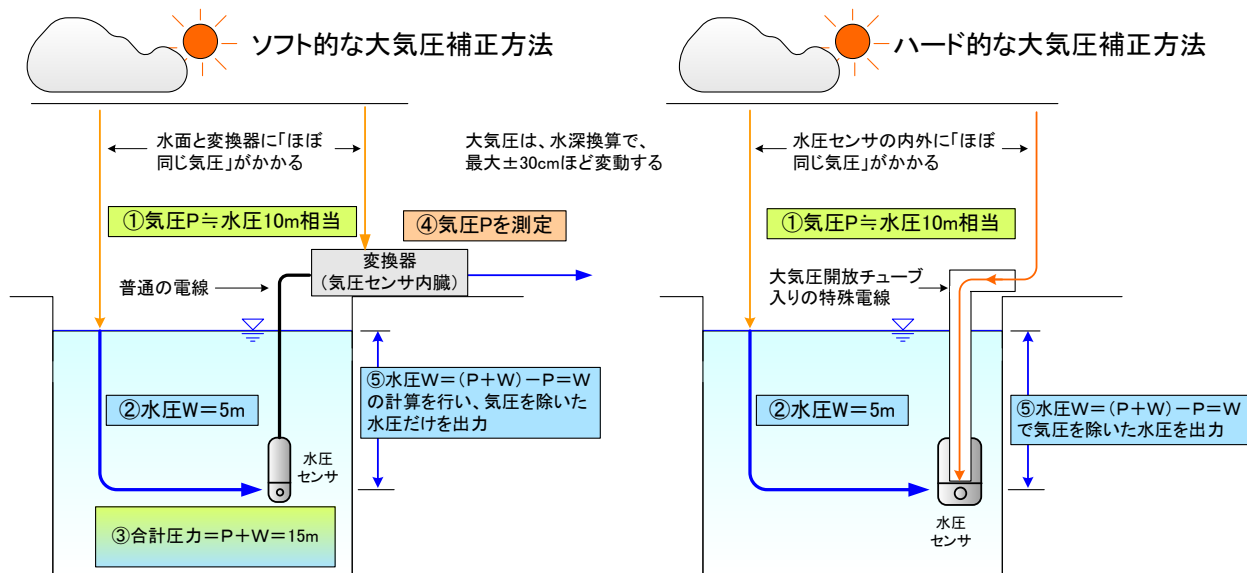 ソフト的な大気圧補正方法
水面と変換器に「ほぼ
同じ気圧」がかかる
大気圧は、水深換算で、
最大±30cmほど変動する
①気圧P≒水圧10m相当
④気圧Pを測定
変換器
（気圧センサ内臓）
普通の電線
②水圧W＝5m
⑤水圧W＝(P＋W)－P＝W
の計算を行い、気圧を除いた
水圧だけを出力
水圧
センサ
③合計圧力＝P＋W＝15m
ハード的な大気圧補正方法
水圧センサの内外に「ほぼ
同じ気圧」がかかる
①気圧P≒水圧10m相当
大気圧開放チューブ
入りの特殊電線
②水圧W＝5m
⑤水圧W＝(P＋W)－P＝W
で気圧を除いた水圧を出力
水圧
センサ